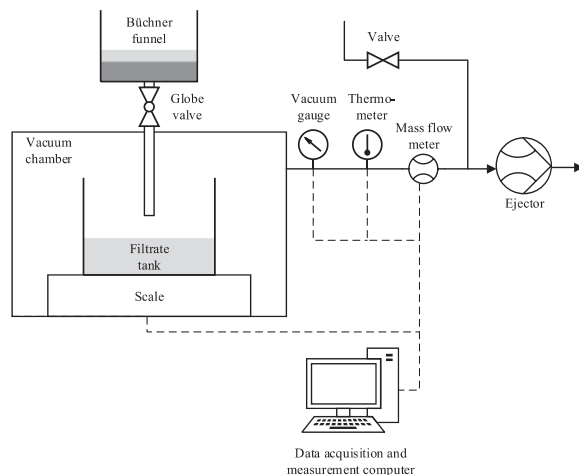 Büchner
funnel
Globe
valve
Vacuum
chamber
Filtrate
tank
Scale
Vacuum
gauge
Thermo-
meter
Valve
Mass flow
meter
Ejector
Data acquisition and
measurement computer